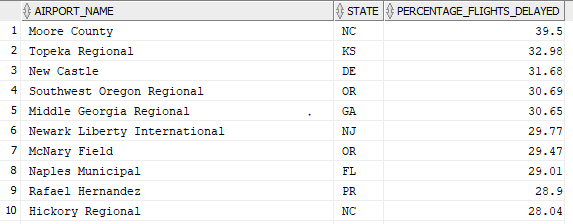 AIRPORT_NAME STATE PERCENTAGE_FLIGHTS_DELAYED
1 Moore County NC 39.5
2 Topeka Regional KS 32.98
3 New Castle DE 31.68
4 Southwest Oregon Regional OR 30.69
5 Middle Georgia Regional GA 30.65
6 Newark Liberty International NJ 29.77
7 McNary Field OR 29.47
8 Naples Municipal FL 29.01
9 Rafael Hernandez PR 28.9
10 Hickory Regional NC 28.04